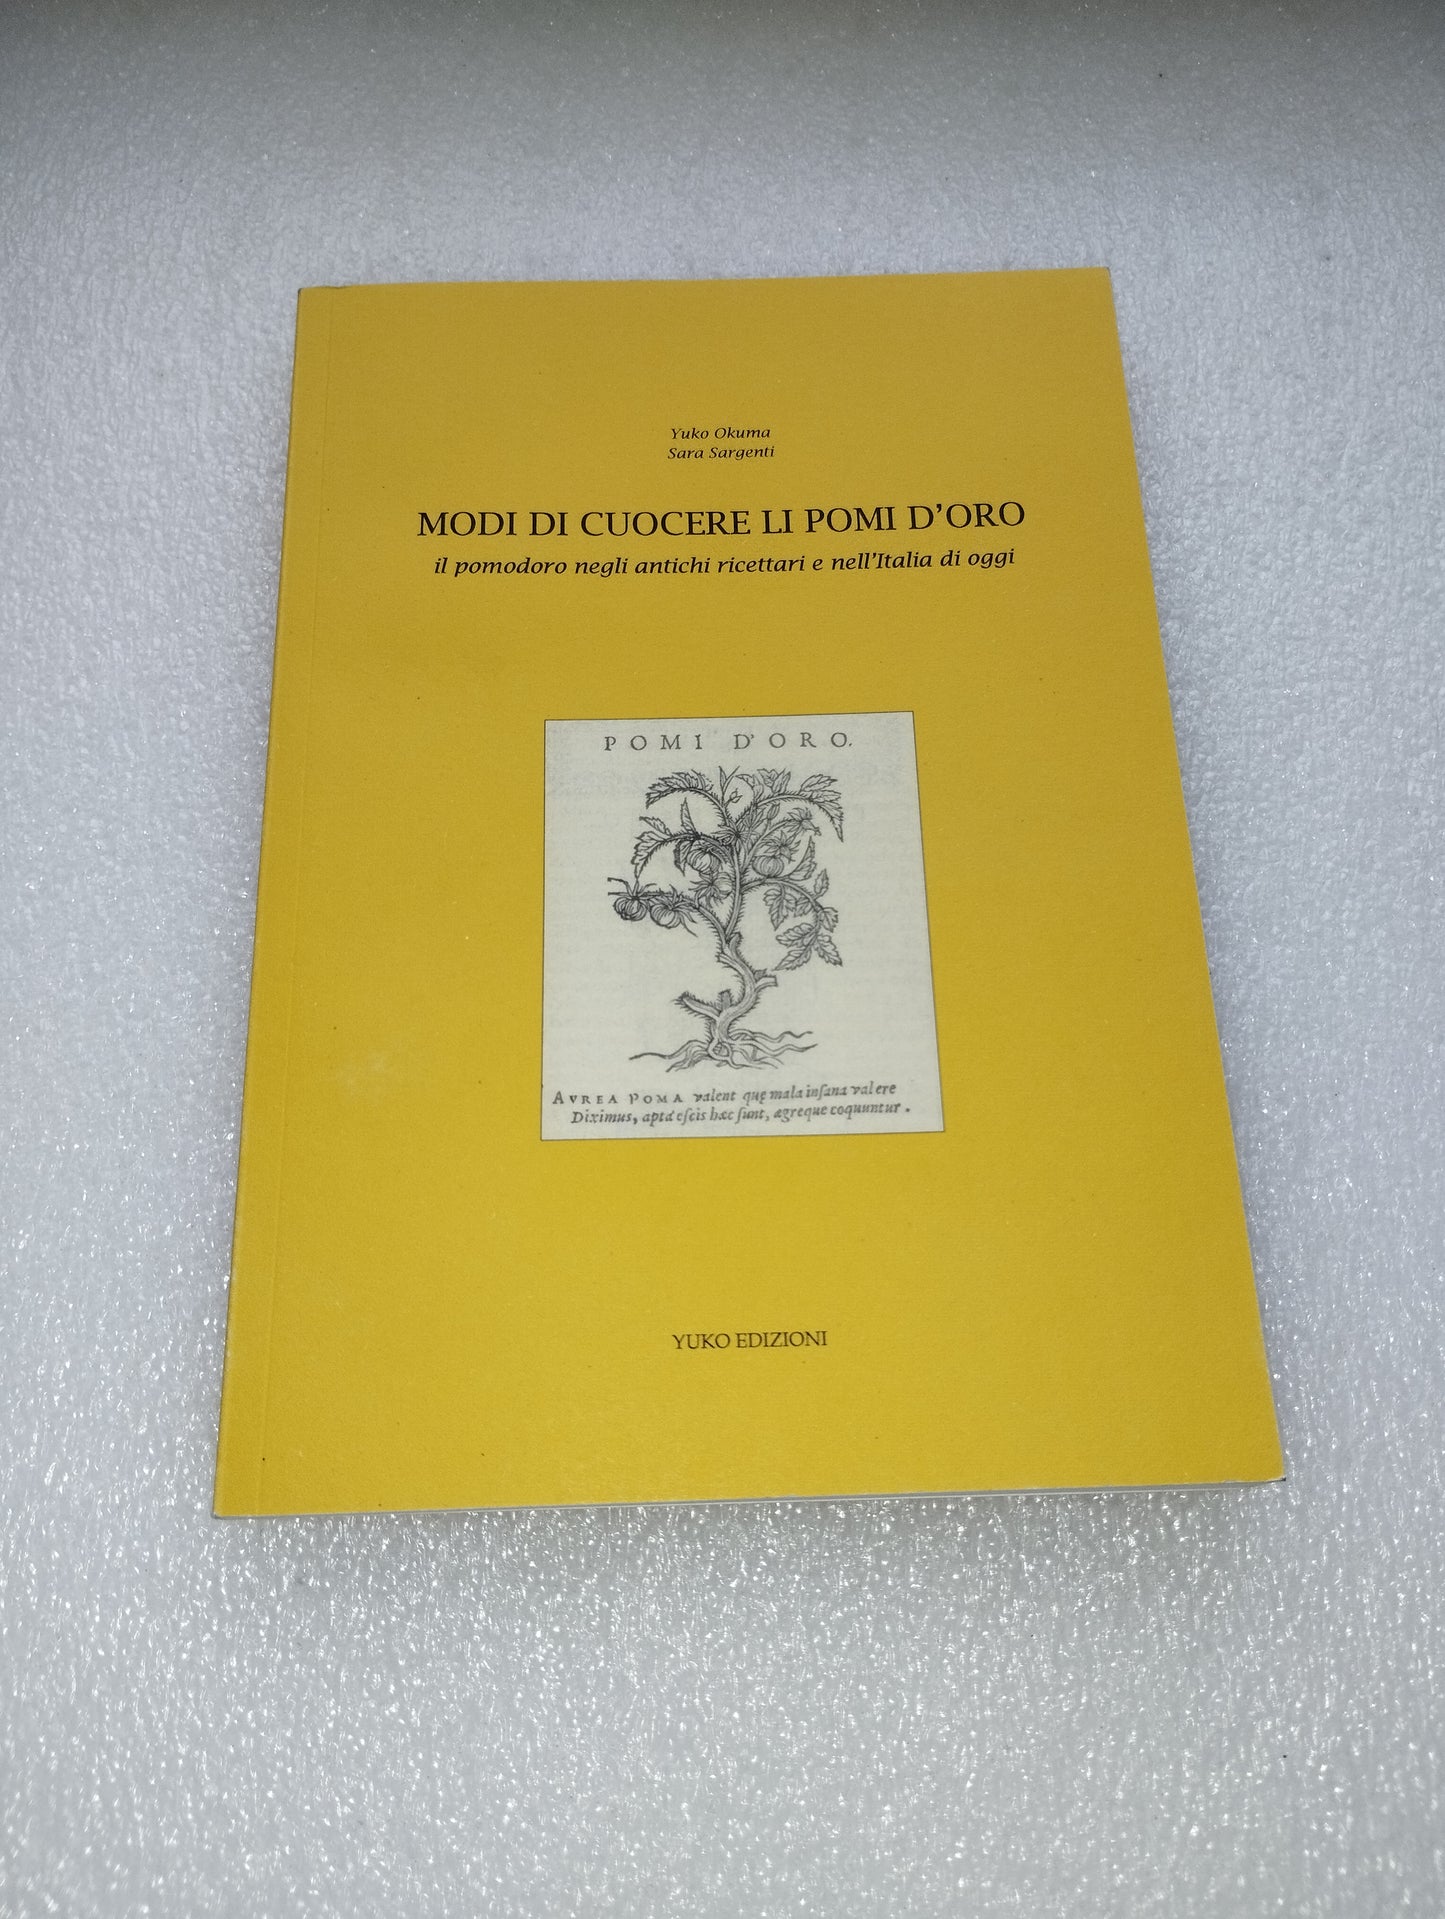 Yuko Okuma
Sara Sargenti
MODI DI CUOCERE LI POMI D'ORO
il pomodoro negli antichi ricettari e nell'Italia di oggi
POMI D'ORO.
AVREA POMA valent quę mala inſana valere
Diximus, apta eſcis hæc ſunt, ægreque coquuntur.
YUKO EDIZIONI